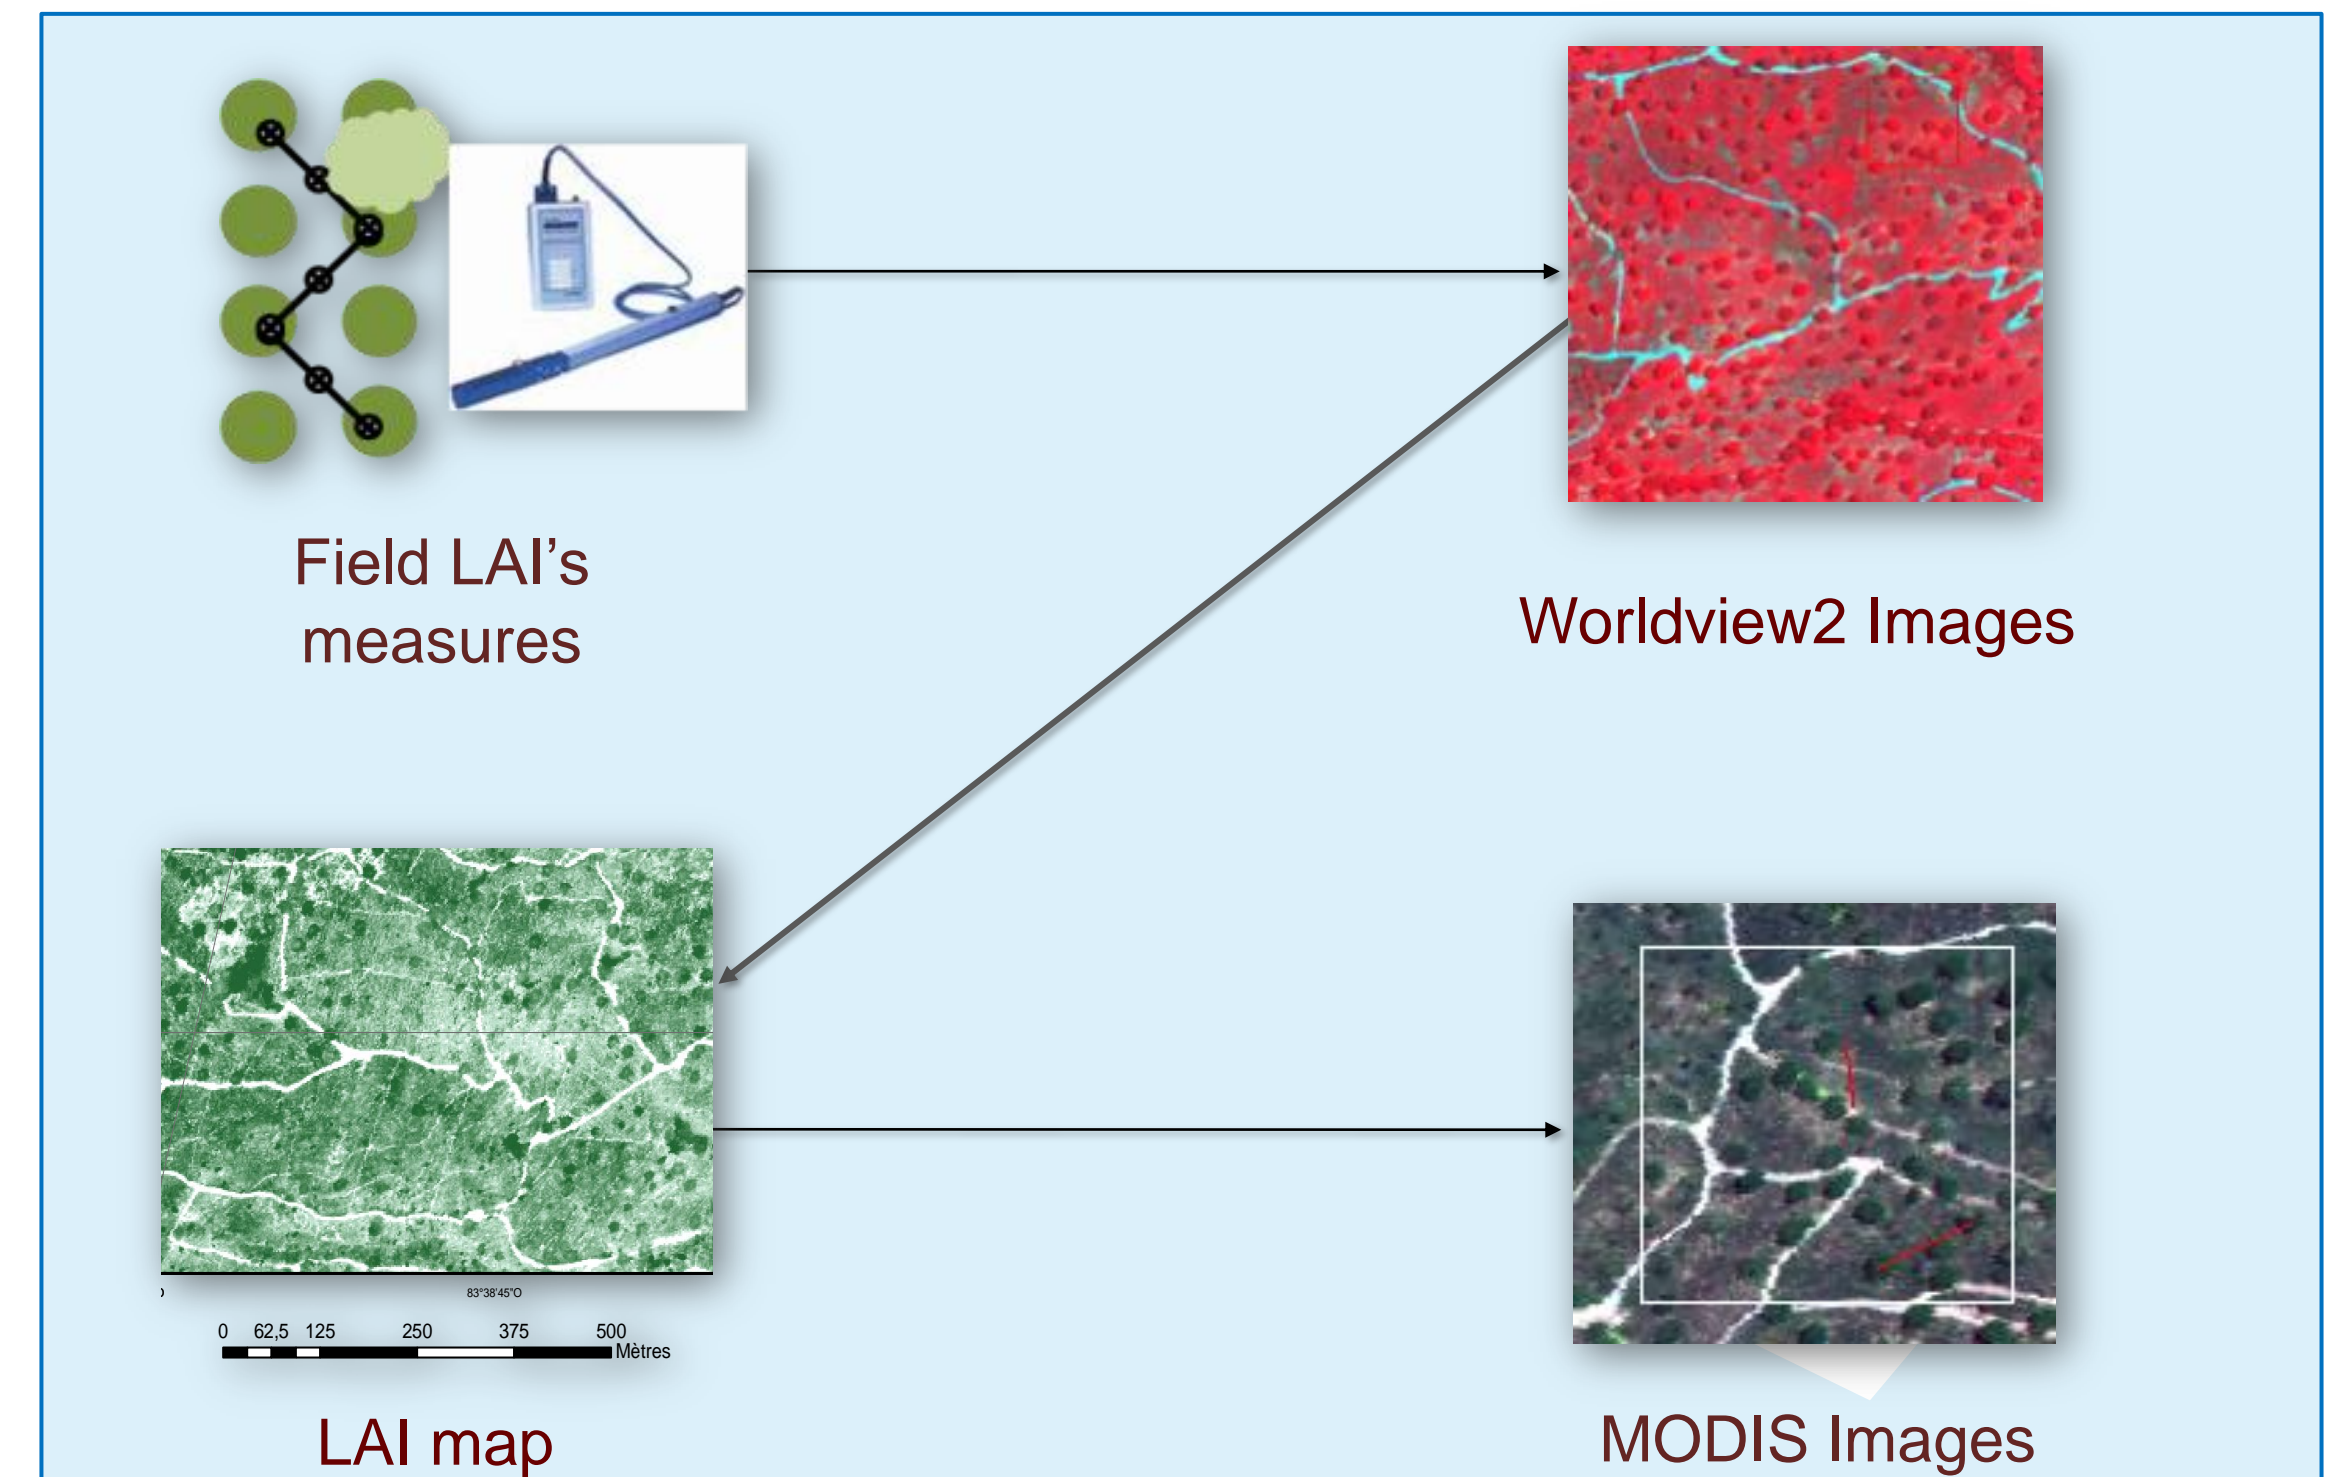 Field LAI’s
measures
Worldview2 Images
83°38'45"O
0 62,5 125 250 375 500
Mètres
LAI map
MODIS Images